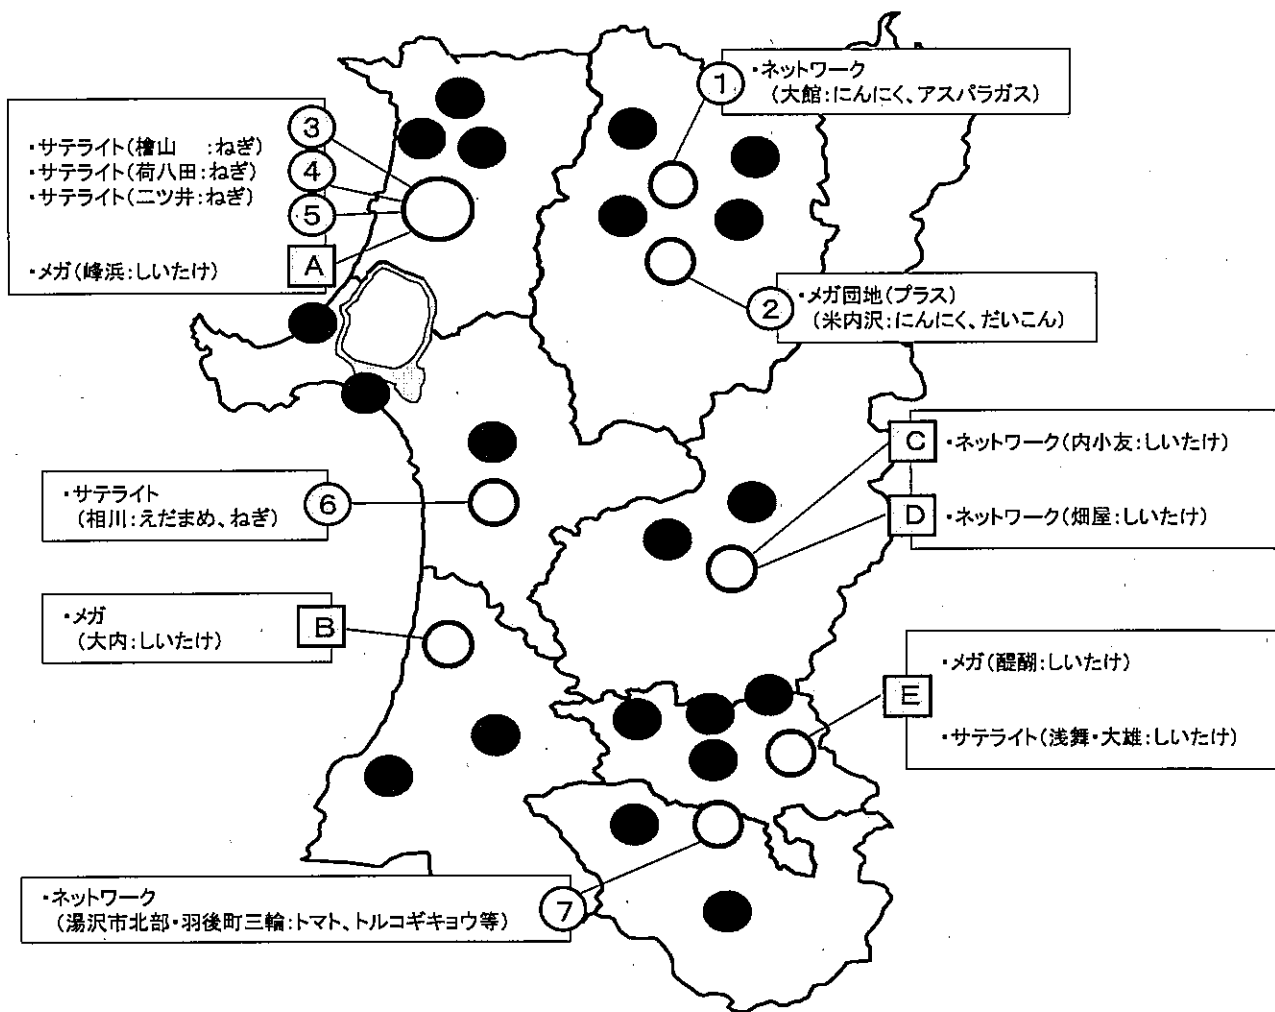 ①
・ネットワーク
(大館:にんにく、アスパラガス)
③
・サテライト(檜山 :ねぎ)
④
・サテライト(荷八田:ねぎ)
⑤
・サテライト(二ツ井:ねぎ)
A
・メガ(峰浜:しいたけ)
②
・メガ団地(プラス)
(米内沢:にんにく、だいこん)
C
・ネットワーク(内小友:しいたけ)
D
・ネットワーク(畑屋:しいたけ)
⑥
・サテライト
(相川:えだまめ、ねぎ)
B
・メガ
(大内:しいたけ)
E
・メガ(醍醐:しいたけ)
・サテライト(浅舞・大雄:しいたけ)
⑦
・ネットワーク
(湯沢市北部・羽後町三輪:トマト、トルコギキョウ等)